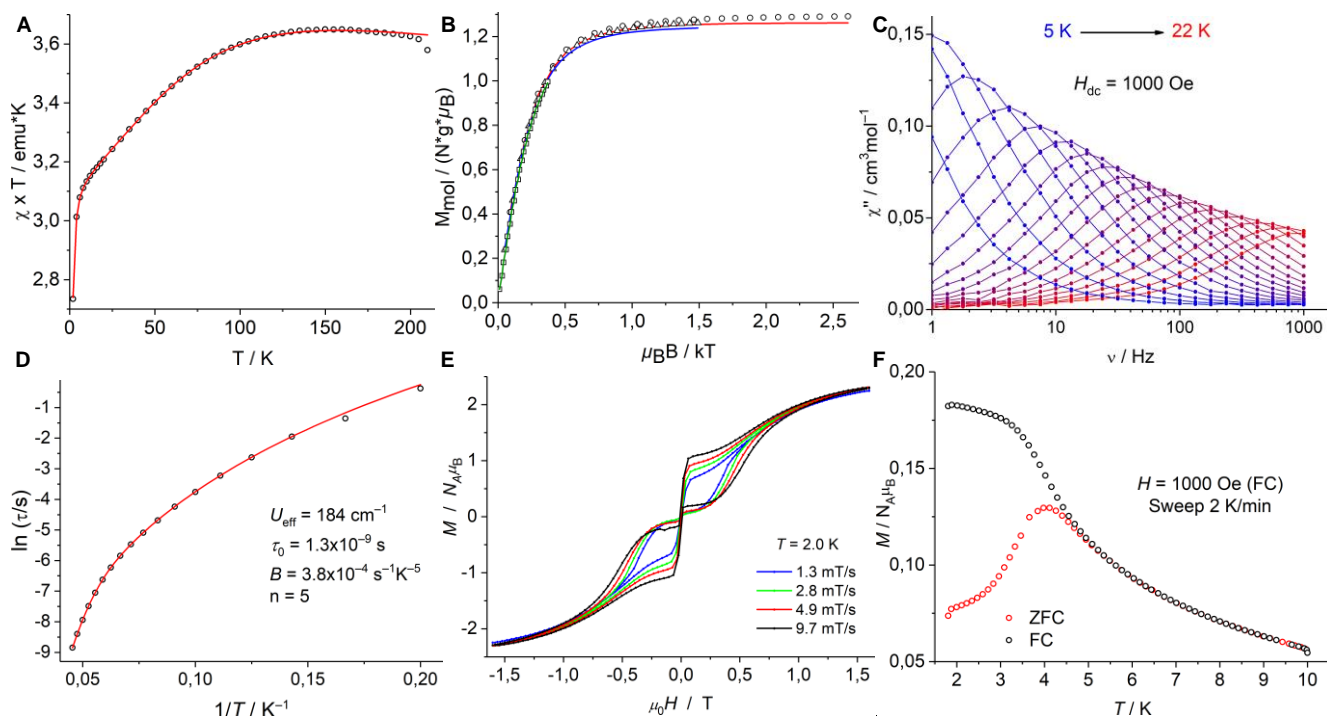 A
3,6
3,4
3,2
3,0
2,8
χ x T / emu*K
0 50 100 150 200
T / K
B
1,2
1,0
0,8
0,6
0,4
0,2
0,0
M_mol / (N*g*μ_B)
0,0 0,5 1,0 1,5 2,0 2,5
μ_B B / kT
C
0,15
0,10
0,05
0,00
χ'' / cm³mol⁻¹
5 K 22 K
H_dc = 1000 Oe
1 10 100 1000
ν / Hz
D
-1
-2
-3
-4
-5
-6
-7
-8
-9
ln (τ/s)
U_eff = 184 cm⁻¹
τ₀ = 1.3x10⁻⁹ s
B = 3.8x10⁻⁴ s⁻¹K⁻⁵
n = 5
0,05 0,10 0,15 0,20
1/T / K⁻¹
E
2
1
0
-1
-2
M / N_A μ_B
T = 2.0 K
1.3 mT/s
2.8 mT/s
4.9 mT/s
9.7 mT/s
-1,5 -1,0 -0,5 0,0 0,5 1,0 1,5
μ₀H / T
F
0,20
0,15
0,10
0,05
M / N_Aμ_B
H = 1000 Oe (FC)
Sweep 2 K/min
ZFC
FC
2 3 4 5 6 7 8 9 10
T / K